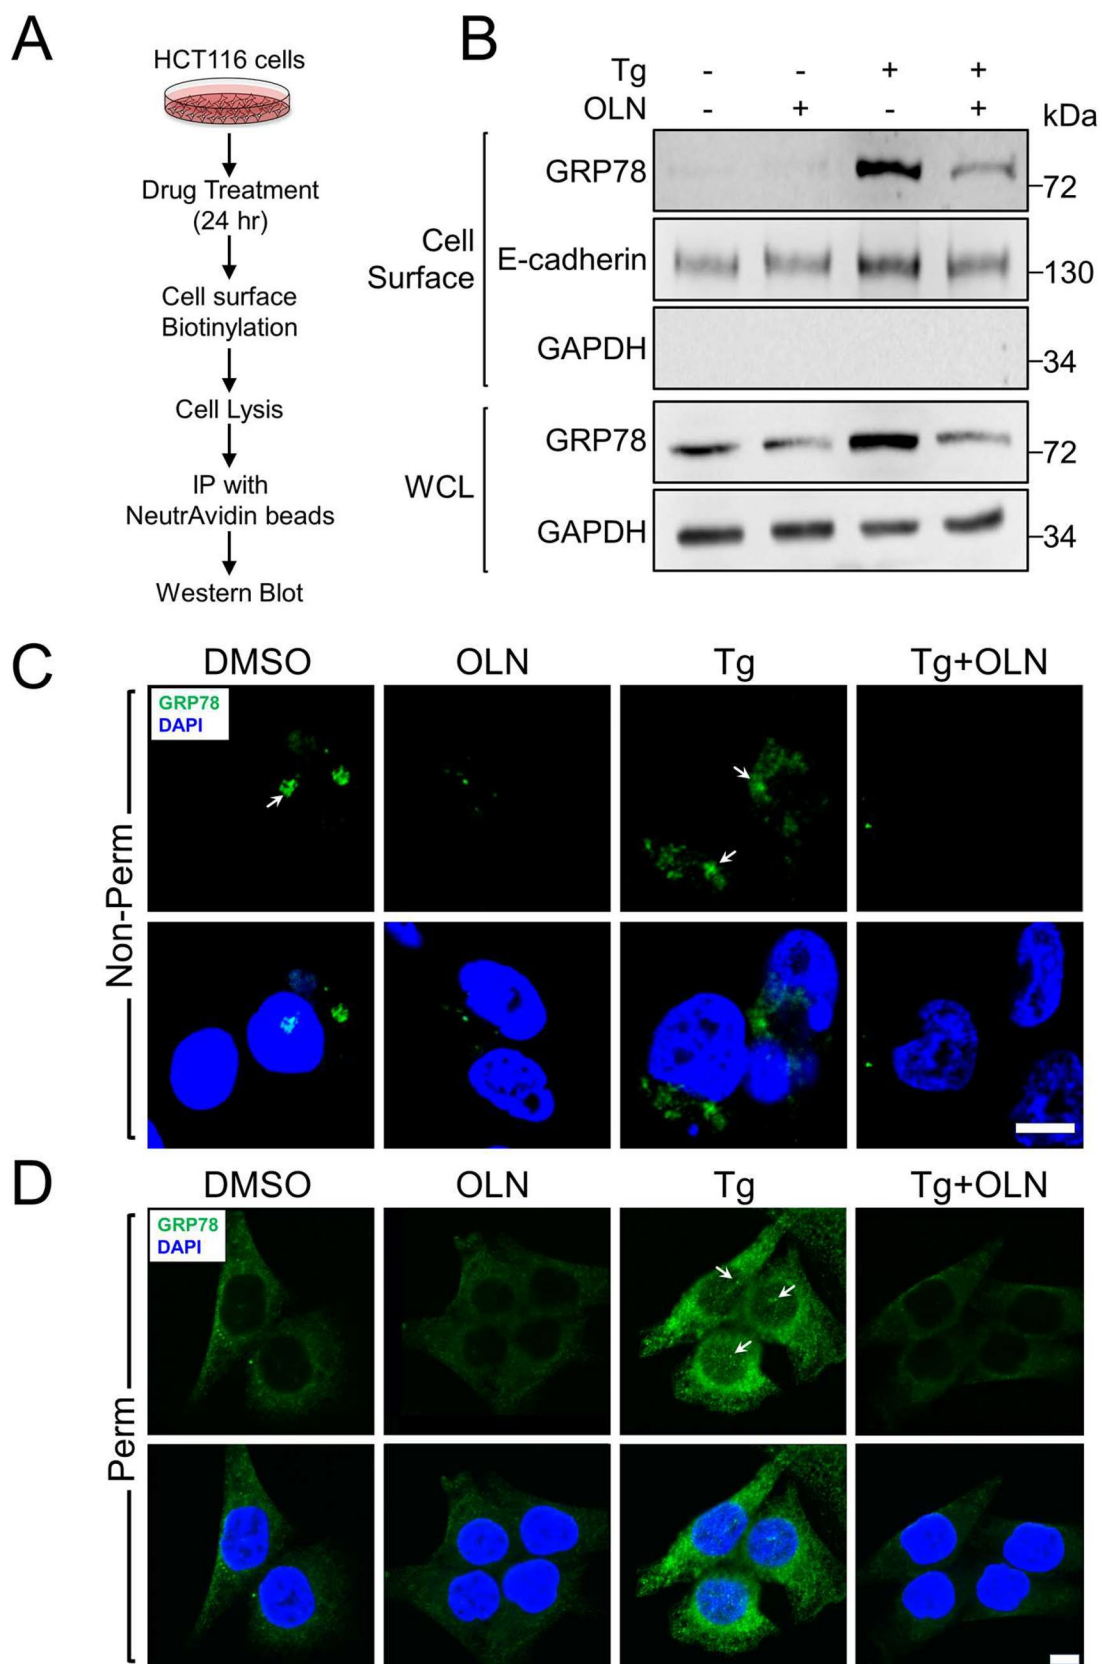 A
HCT116 cells
Drug Treatment
(24 hr)
Cell surface
Biotinylation
Cell Lysis
IP with
NeutrAvidin beads
Western Blot
B
Tg - - + +
OLN - + - + kDa
Cell
Surface
GRP78 72
E-cadherin 130
GAPDH 34
WCL
GRP78 72
GAPDH 34
C
DMSO OLN Tg Tg+OLN
Non-Perm
GRP78
DAPI
D
DMSO OLN Tg Tg+OLN
Perm
GRP78
DAPI